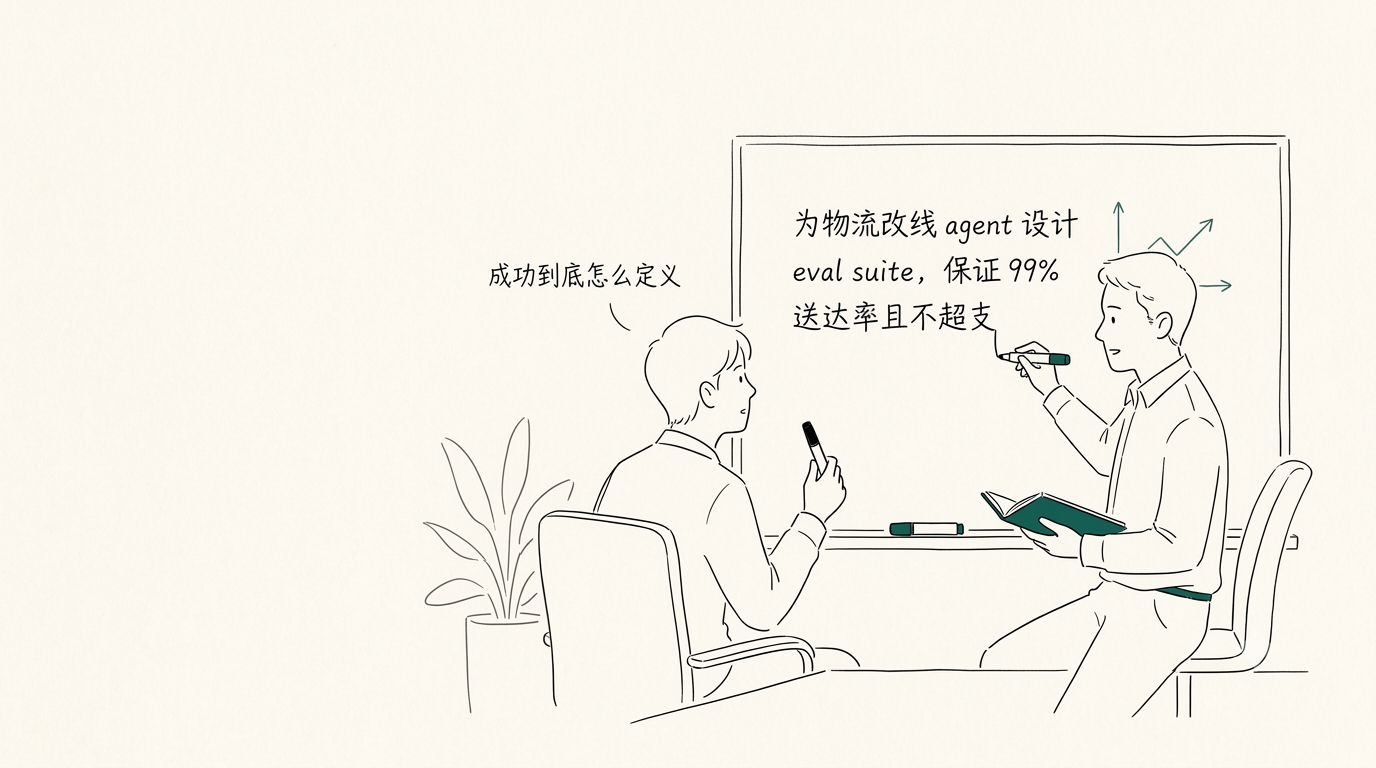 成功到底怎么定义
为物流改线 agent 设计
eval suite，保证 99%
送达率且不超支